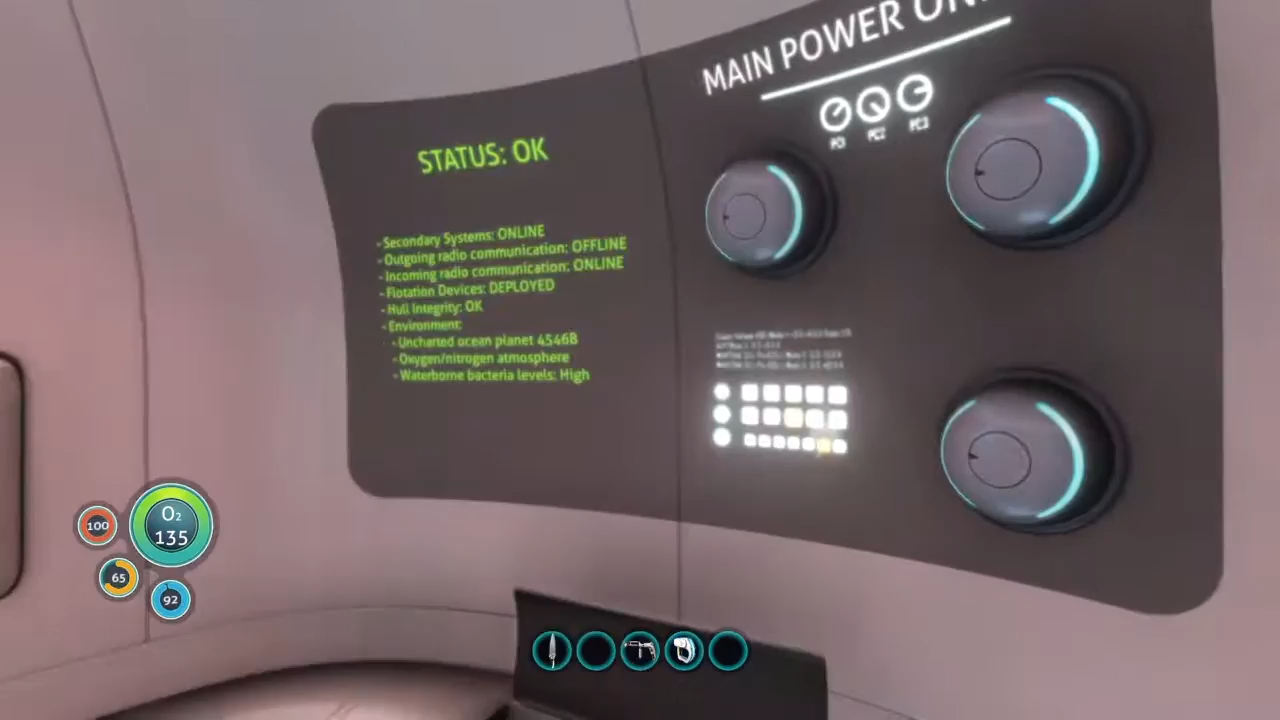 MAIN POWER
PC1 PC2 PC3
STATUS: OK
- Secondary Systems: ONLINE
- Outgoing radio communication: OFFLINE
- Incoming radio communication: ONLINE
- Flotation Devices: DEPLOYED
- Hull Integrity: OK
- Environment:
- Uncharted ocean planet 4546B
- Oxygen/nitrogen atmosphere
- Waterborne bacteria levels: High
100
O₂
135
65
92